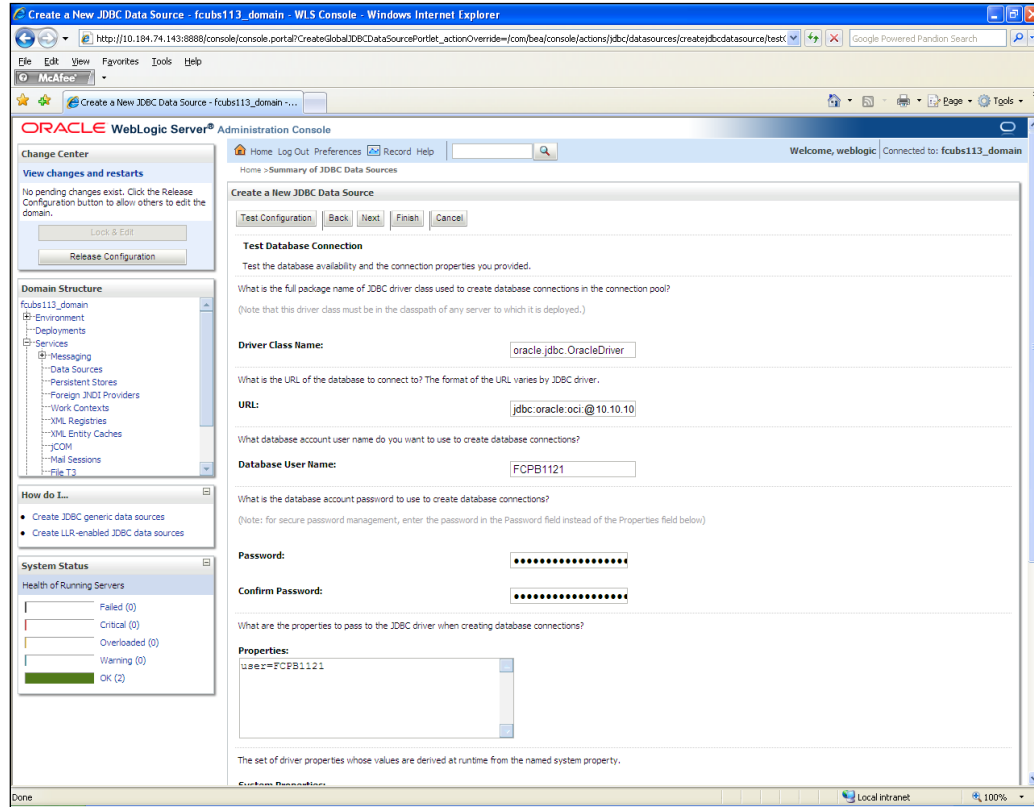 Create a New JDBC Data Source - fcubs113_domain - WLS Console - Windows Internet Explorer
http://10.184.74.143:8888/console/console.portal?CreateGlobalJDBCDataSourcePortlet_actionOverride=/com/bea/console/actions/jdbc/datasources/createjdbcdatasource/test
Google Powered Pandion Search
File Edit View Favorites Tools Help
McAfee
Create a New JDBC Data Source - fcubs113_domain -...
Page Tools
ORACLE WebLogic Server® Administration Console
Change Center
View changes and restarts
No pending changes exist. Click the Release
Configuration button to allow others to edit the
domain.
Lock & Edit
Release Configuration
Domain Structure
fcubs113_domain
Environment
Deployments
Services
Messaging
Data Sources
Persistent Stores
Foreign JNDI Providers
Work Contexts
XML Registries
XML Entity Caches
jCOM
Mail Sessions
File T3
How do I...
Create JDBC generic data sources
Create LLR-enabled JDBC data sources
System Status
Health of Running Servers
Failed (0)
Critical (0)
Overloaded (0)
Warning (0)
OK (2)
Home Log Out Preferences Record Help
Welcome, weblogic Connected to: fcubs113_domain
Home >Summary of JDBC Data Sources
Create a New JDBC Data Source
Test Configuration Back Next Finish Cancel
Test Database Connection
Test the database availability and the connection properties you provided.
What is the full package name of JDBC driver class used to create database connections in the connection pool?
(Note that this driver class must be in the classpath of any server to which it is deployed.)
Driver Class Name: oracle.jdbc.OracleDriver
What is the URL of the database to connect to? The format of the URL varies by JDBC driver.
URL: jdbc:oracle:oci:@10.10.10
What database account user name do you want to use to create database connections?
Database User Name: FCPB1121
What is the database account password to use to create database connections?
(Note: for secure password management, enter the password in the Password field instead of the Properties field below)
Password:
Confirm Password:
What are the properties to pass to the JDBC driver when creating database connections?
Properties:
user=FCPB1121
The set of driver properties whose values are derived at runtime from the named system property.
System Properties:
Done
Local intranet
100%